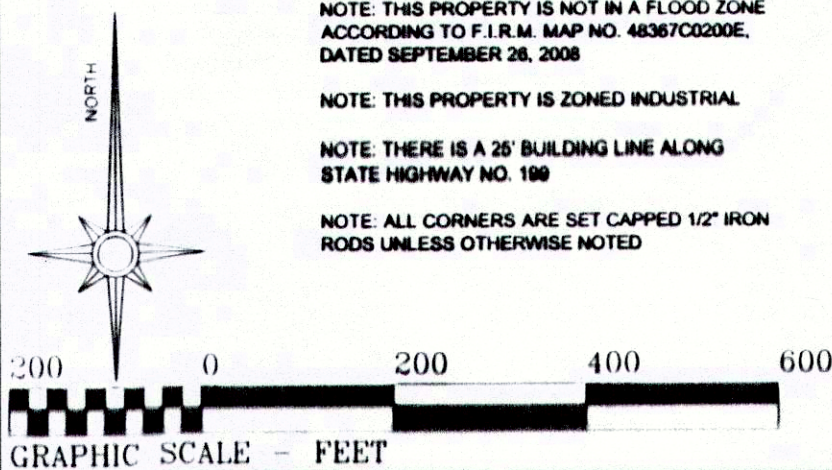 NOTE: THIS PROPERTY IS NOT IN A FLOOD ZONE
ACCORDING TO F.I.R.M. MAP NO. 48367C0200E,
DATED SEPTEMBER 26, 2008
NORTH
NOTE: THIS PROPERTY IS ZONED INDUSTRIAL
NOTE: THERE IS A 25' BUILDING LINE ALONG
STATE HIGHWAY NO. 199
NOTE: ALL CORNERS ARE SET CAPPED 1/2" IRON
RODS UNLESS OTHERWISE NOTED
200 0 200 400 600
GRAPHIC SCALE - FEET